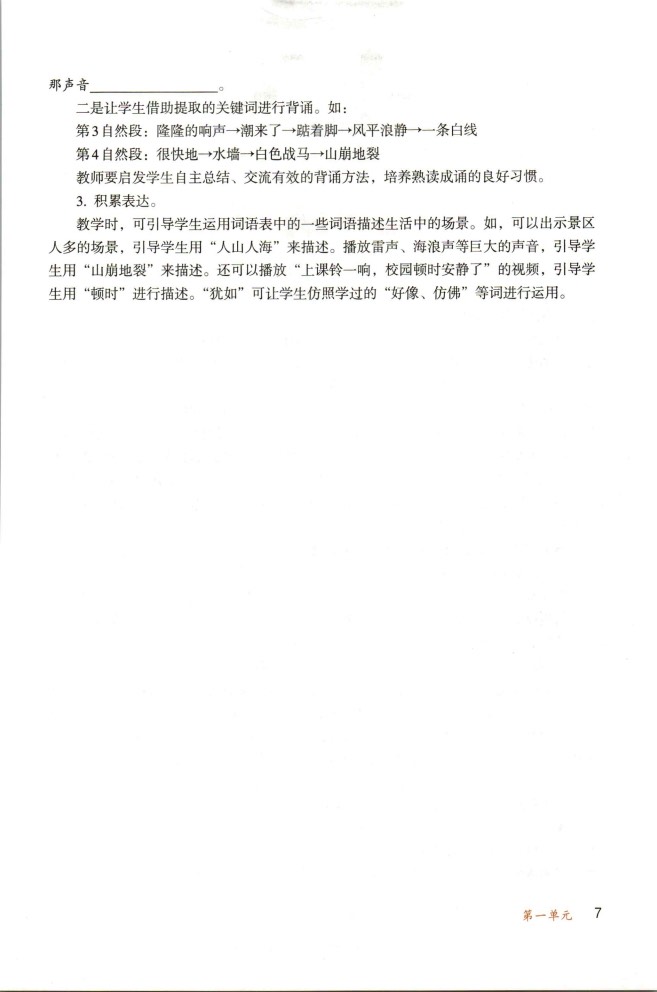 那声音________________。
二是让学生借助提取的关键词进行背诵。如：
第3自然段：隆隆的响声→潮来了→踮着脚→风平浪静→一条白线
第4自然段：很快地→水墙→白色战马→山崩地裂
教师要启发学生自主总结、交流有效的背诵方法，培养熟读成诵的良好习惯。
3. 积累表达。
教学时，可引导学生运用词语表中的一些词语描述生活中的场景。如，可以出示景区
人多的场景，引导学生用“人山人海”来描述。播放雷声、海浪声等巨大的声音，引导学
生用“山崩地裂”来描述。还可以播放“上课铃一响，校园顿时安静了”的视频，引导学
生用“顿时”进行描述。“犹如”可让学生仿照学过的“好像、仿佛”等词进行运用。
第一单元 7